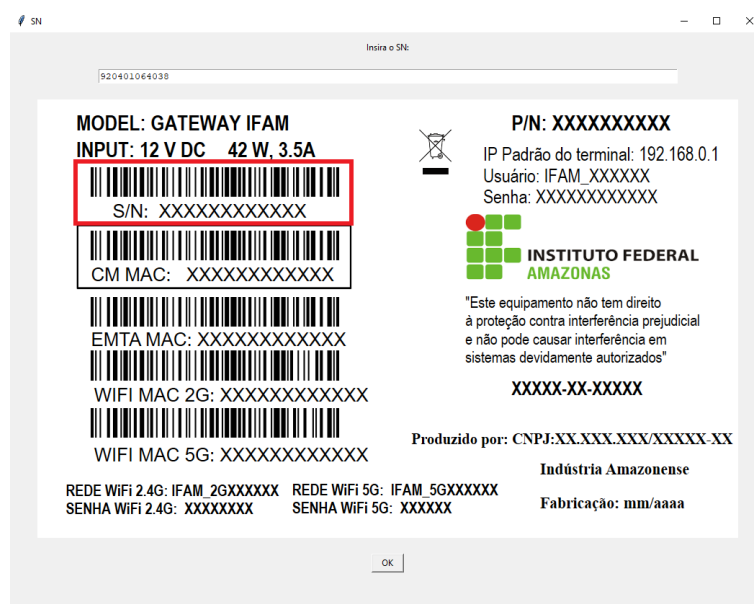 SN
Insira o SN:
920401064038
MODEL: GATEWAY IFAM
INPUT: 12 V DC 42 W, 3.5A
S/N: XXXXXXXXXXXX
CM MAC: XXXXXXXXXXXX
EMTA MAC: XXXXXXXXXXXX
WIFI MAC 2G: XXXXXXXXXXXX
WIFI MAC 5G: XXXXXXXXXXXX
REDE WiFi 2.4G: IFAM_2GXXXXXX REDE WiFi 5G: IFAM_5GXXXXXX
SENHA WiFi 2.4G: XXXXXXXX SENHA WiFi 5G: XXXXXX
P/N: XXXXXXXXXX
IP Padrão do terminal: 192.168.0.1
Usuário: IFAM_XXXXXX
Senha: XXXXXXXXXXXX
INSTITUTO FEDERAL
AMAZONAS
"Este equipamento não tem direito
à proteção contra interferência prejudicial
e não pode causar interferência em
sistemas devidamente autorizados"
XXXXX-XX-XXXXX
Produzido por: CNPJ:XX.XXX.XXX/XXXXX-XX
Indústria Amazonense
Fabricação: mm/aaaa
OK